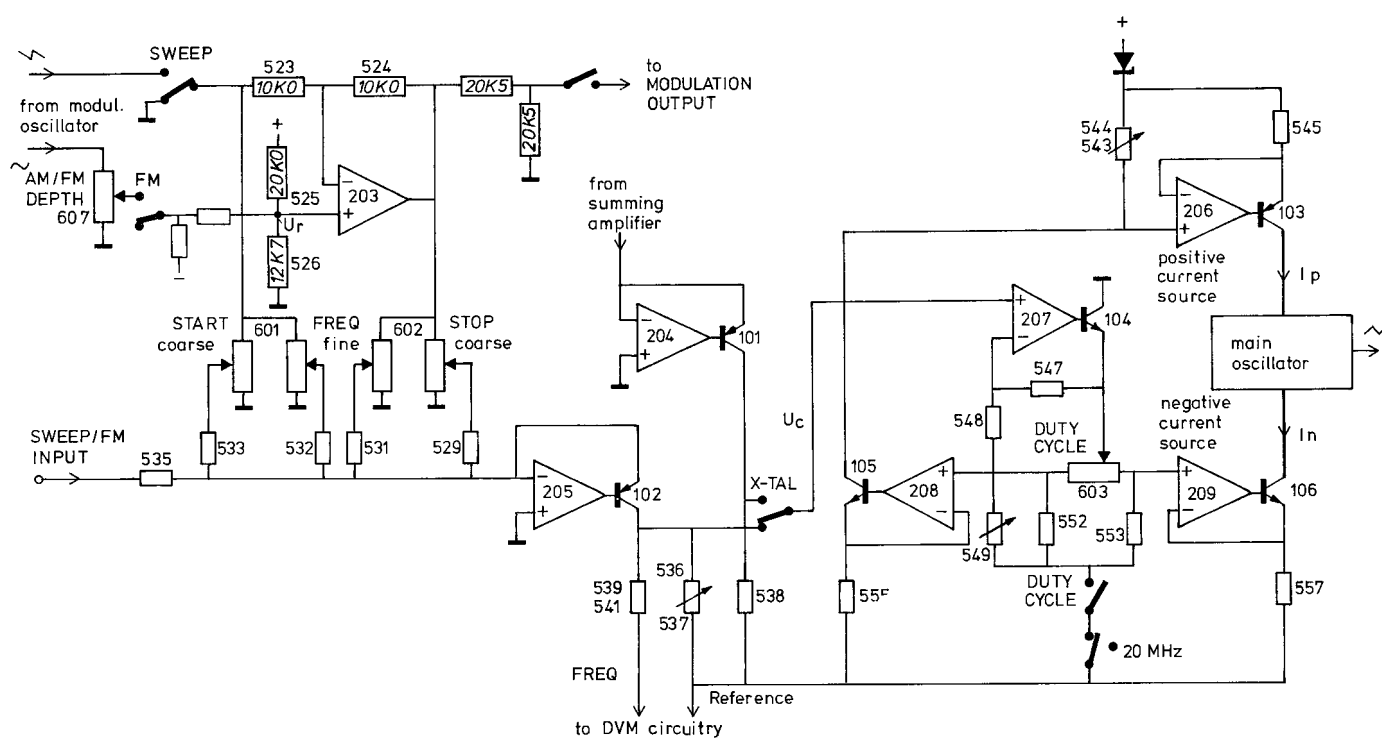 +
SWEEP
523
10K0
524
10K0
20K5
to
MODULATION
OUTPUT
20K5
from modul.
oscillator
~
AM/FM
DEPTH
607
FM
+
20K0
525
Ur
12K7
526
−
−
+
203
544
543
545
from
summing
amplifier
−
+
206
103
positive
current
source
Ip
START
coarse
601
FREQ
fine
602
STOP
coarse
−
+
204
101
+
−
207
104
main
oscillator
~
547
548
Uc
DUTY
CYCLE
negative
current
source
In
SWEEP/FM
INPUT
535
533
532
531
529
−
+
205
102
X-TAL
105
208
+
−
603
+
−
209
106
549
552
553
539
541
536
537
538
555
DUTY
CYCLE
557
20 MHz
FREQ
Reference
to DVM circuitry